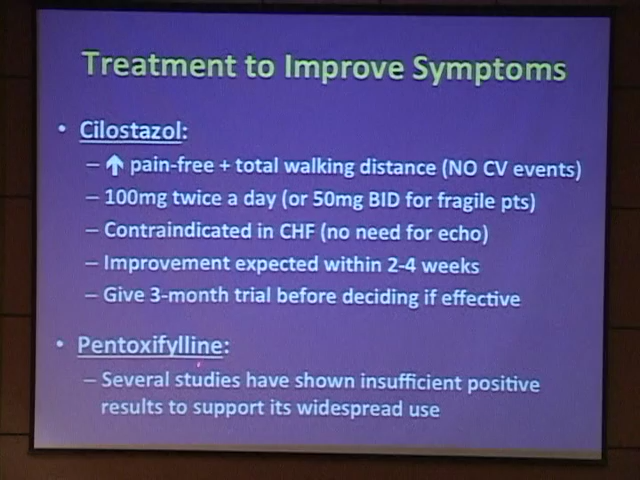 Treatment to Improve Symptoms
• Cilostazol:
– ↑ pain-free + total walking distance (NO CV events)
– 100mg twice a day (or 50mg BID for fragile pts)
– Contraindicated in CHF (no need for echo)
– Improvement expected within 2-4 weeks
– Give 3-month trial before deciding if effective
• Pentoxifylline:
– Several studies have shown insufficient positive
results to support its widespread use